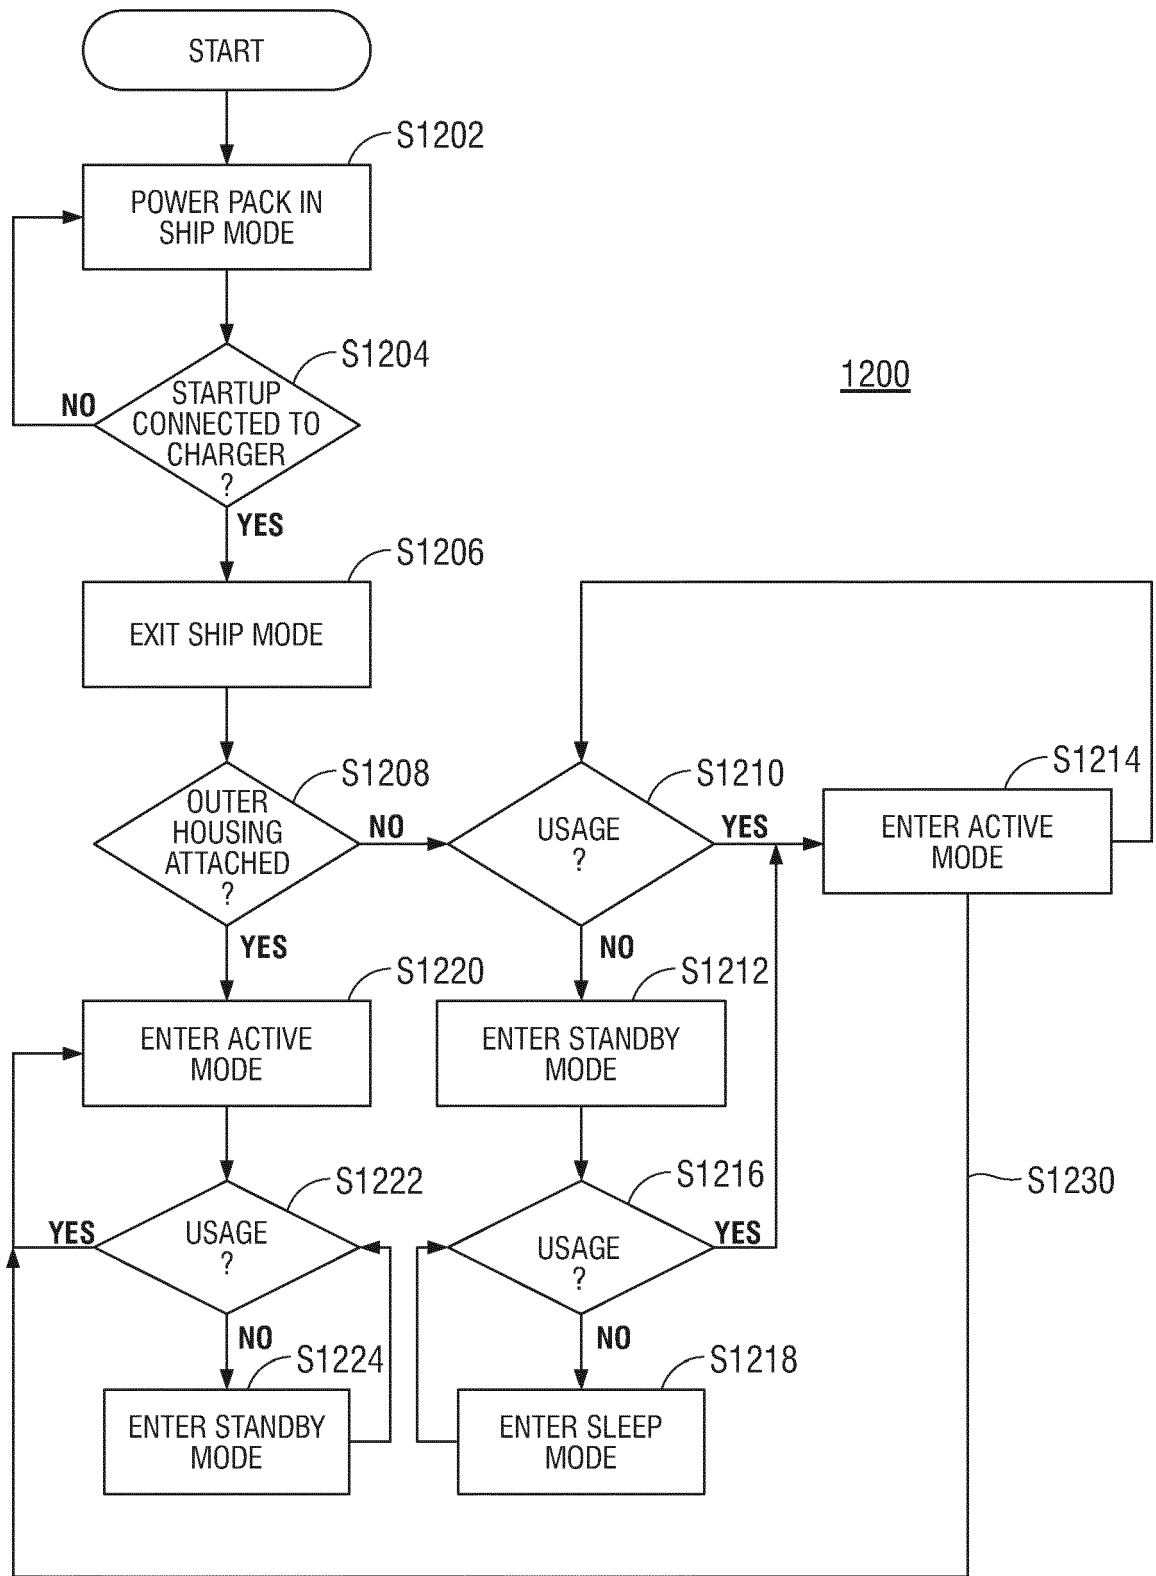 START
S1202
POWER PACK IN
SHIP MODE
S1204
STARTUP
CONNECTED TO
CHARGER
?
NO
YES
1200
S1206
EXIT SHIP MODE
S1208
OUTER
HOUSING
ATTACHED
?
NO
YES
S1210
USAGE
?
YES
NO
S1214
ENTER ACTIVE
MODE
S1220
ENTER ACTIVE
MODE
S1212
ENTER STANDBY
MODE
S1222
USAGE
?
YES
NO
S1216
USAGE
?
YES
NO
S1230
S1224
ENTER STANDBY
MODE
S1218
ENTER SLEEP
MODE